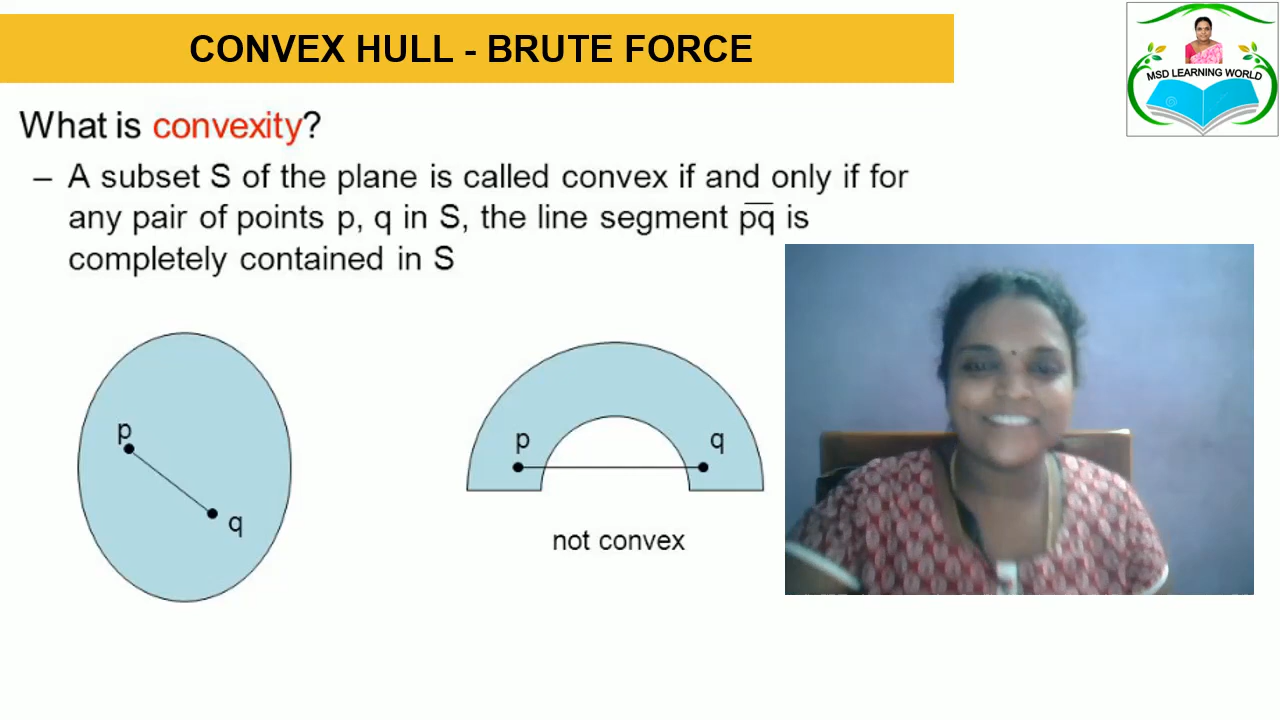 CONVEX HULL - BRUTE FORCE
MSD LEARNING WORLD
What is convexity?
– A subset S of the plane is called convex if and only if for
any pair of points p, q in S, the line segment p̅q̅ is
completely contained in S
p
q
p
q
not convex